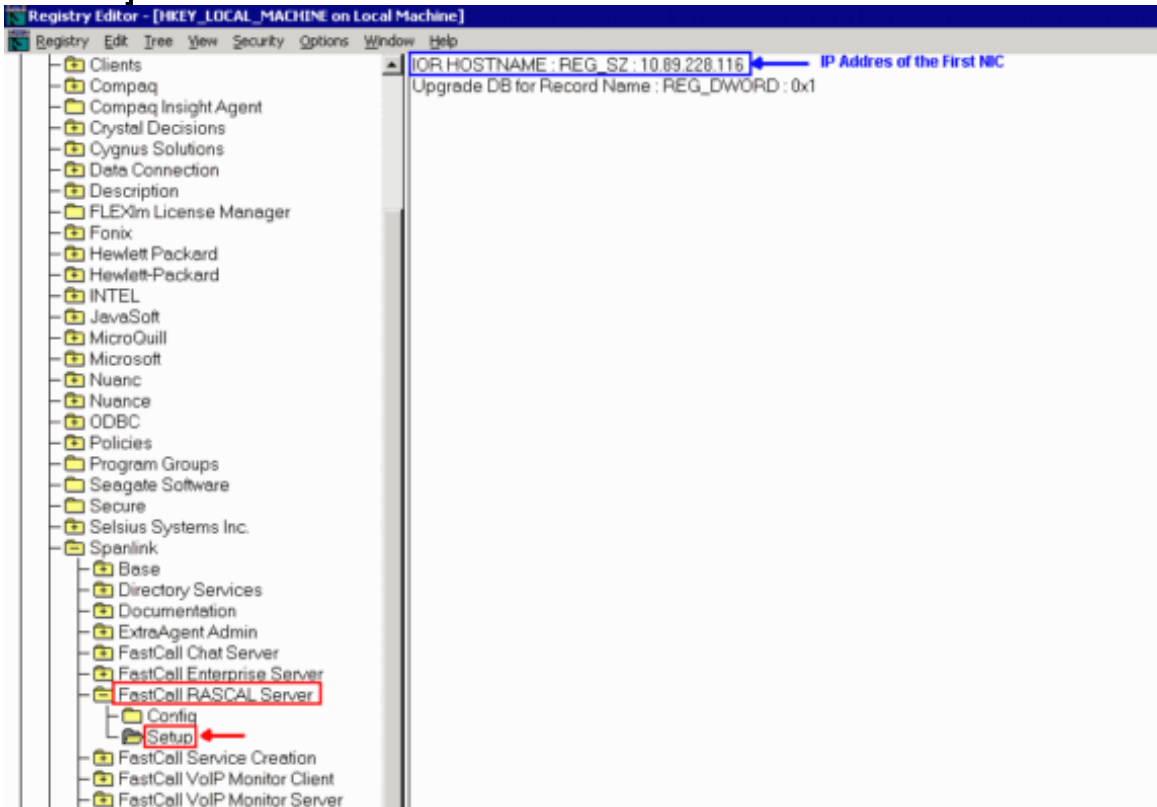 Registry Editor - [HKEY_LOCAL_MACHINE on Local Machine]
Registry Edit Tree View Security Options Window Help
Clients
Compaq
Compaq Insight Agent
Crystal Decisions
Cygnus Solutions
Data Connection
Description
FLEXlm License Manager
Fonix
Hewlett Packard
Hewlett-Packard
INTEL
JavaSoft
MicroQuill
Microsoft
Nuanc
Nuance
ODBC
Policies
Program Groups
Seagate Software
Secure
Selsius Systems Inc.
Spanlink
Base
Directory Services
Documentation
ExtraAgent Admin
FastCall Chat Server
FastCall Enterprise Server
FastCall RASCAL Server
Config
Setup
FastCall Service Creation
FastCall VoIP Monitor Client
FastCall VoIP Monitor Server
IOR HOSTNAME : REG_SZ : 10.89.228.116
IP Addres of the First NIC
Upgrade DB for Record Name : REG_DWORD : 0x1